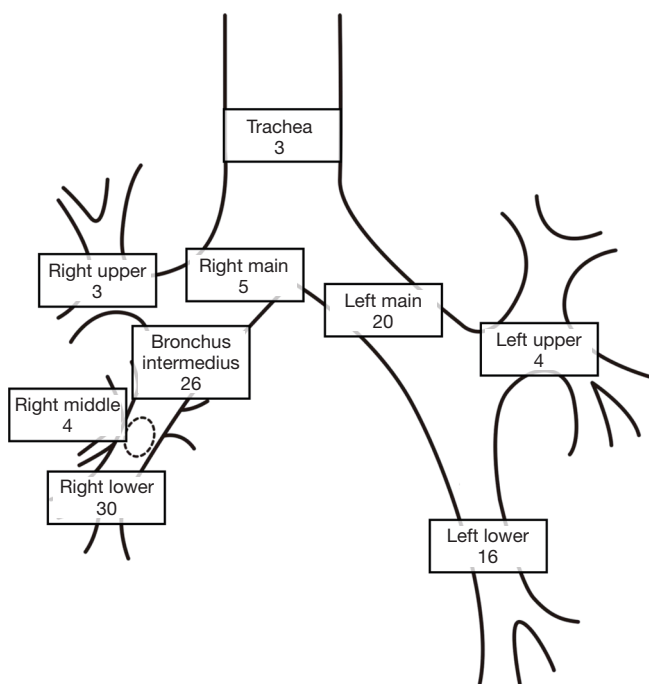 Trachea
3
Right upper
3
Right main
5
Left main
20
Bronchus
intermedius
26
Left upper
4
Right middle
4
Right lower
30
Left lower
16